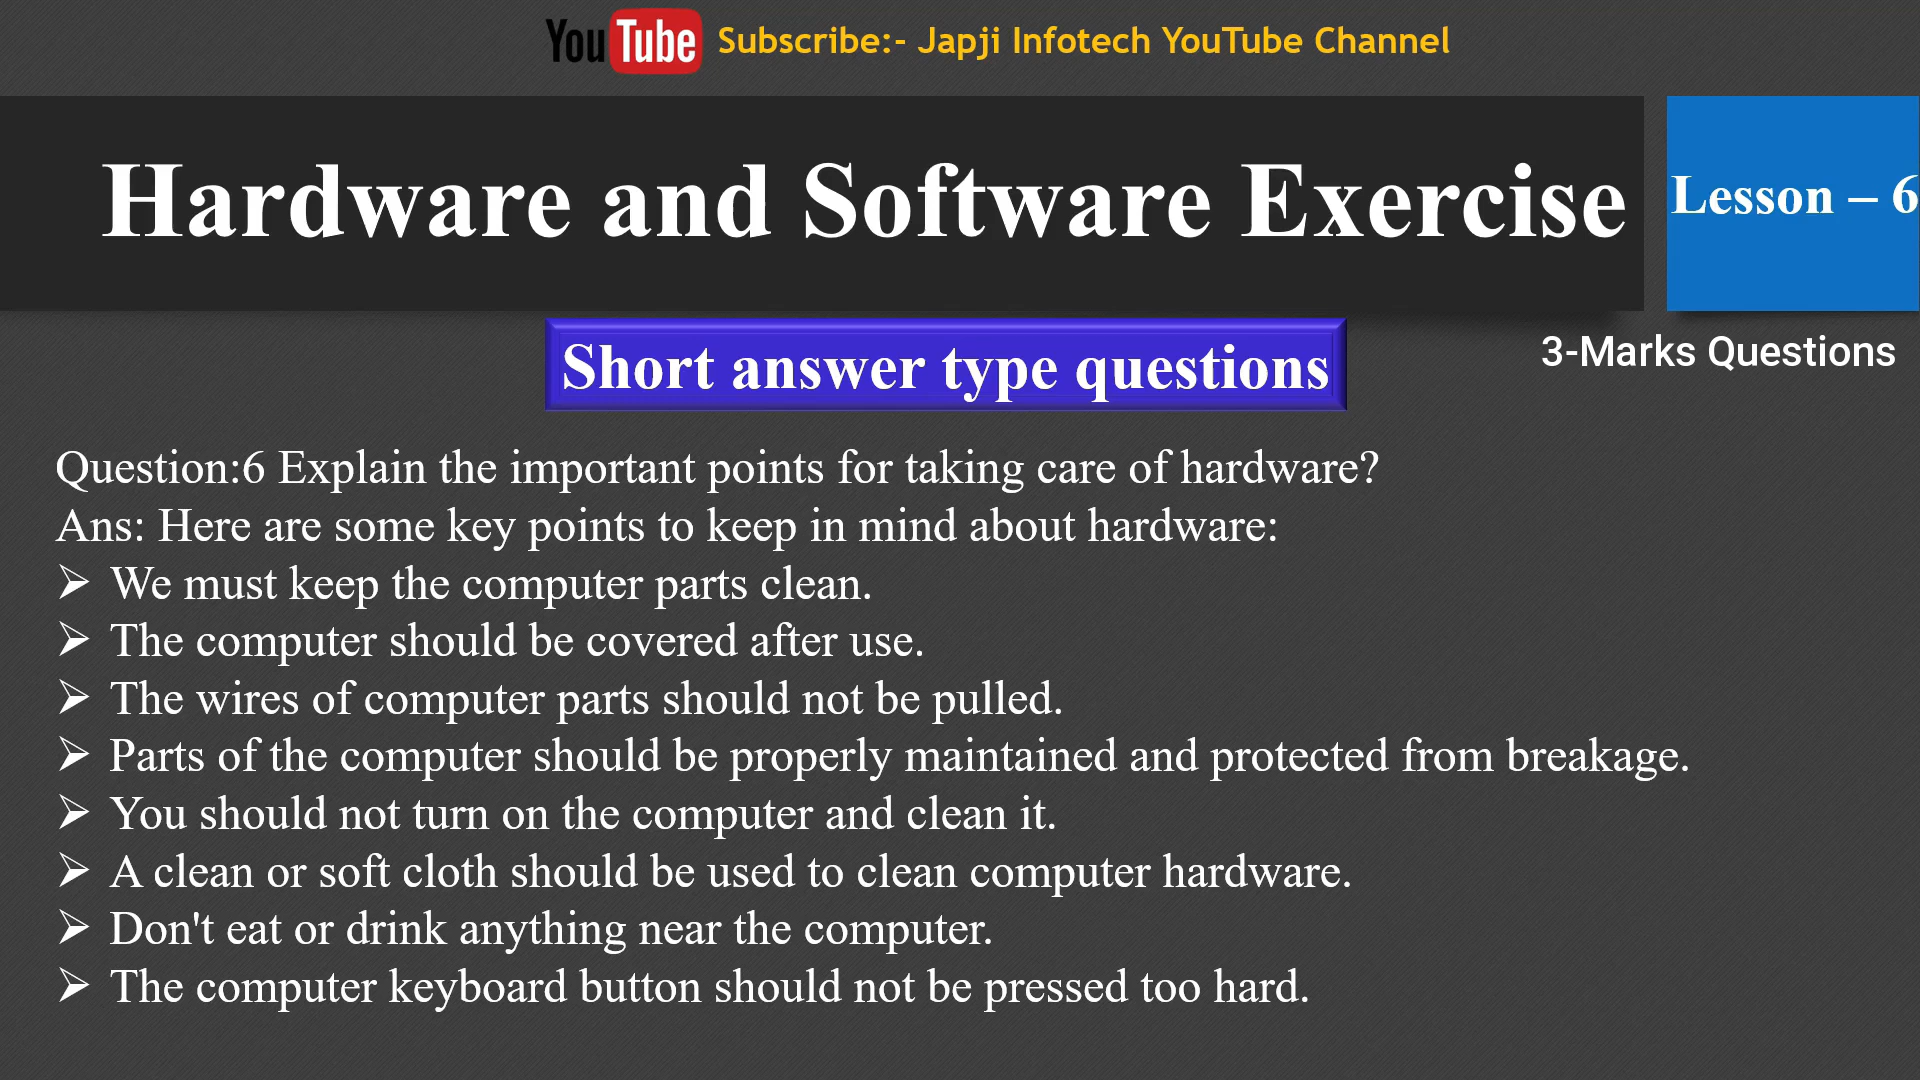 YouTube Subscribe:- Japji Infotech YouTube Channel
Hardware and Software Exercise
Lesson – 6
Short answer type questions
3-Marks Questions
Question:6 Explain the important points for taking care of hardware?
Ans: Here are some key points to keep in mind about hardware:
➢ We must keep the computer parts clean.
➢ The computer should be covered after use.
➢ The wires of computer parts should not be pulled.
➢ Parts of the computer should be properly maintained and protected from breakage.
➢ You should not turn on the computer and clean it.
➢ A clean or soft cloth should be used to clean computer hardware.
➢ Don't eat or drink anything near the computer.
➢ The computer keyboard button should not be pressed too hard.